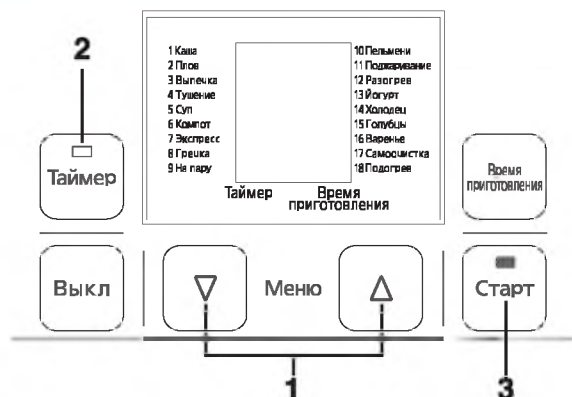 2
1 Каша
2 Плов
3 Выпечка
4 Тушение
5 Суп
6 Компот
7 Экспресс
8 Гречка
9 На пару
10 Пельмени
11 Поджаривание
12 Разогрев
13 Йогурт
14 Холодец
15 Голубцы
16 Варенье
17 Самоочистка
18 Подогрев
Таймер
Время
приготовления
Таймер
Время
приготовления
Выкл
Меню
Старт
1
3